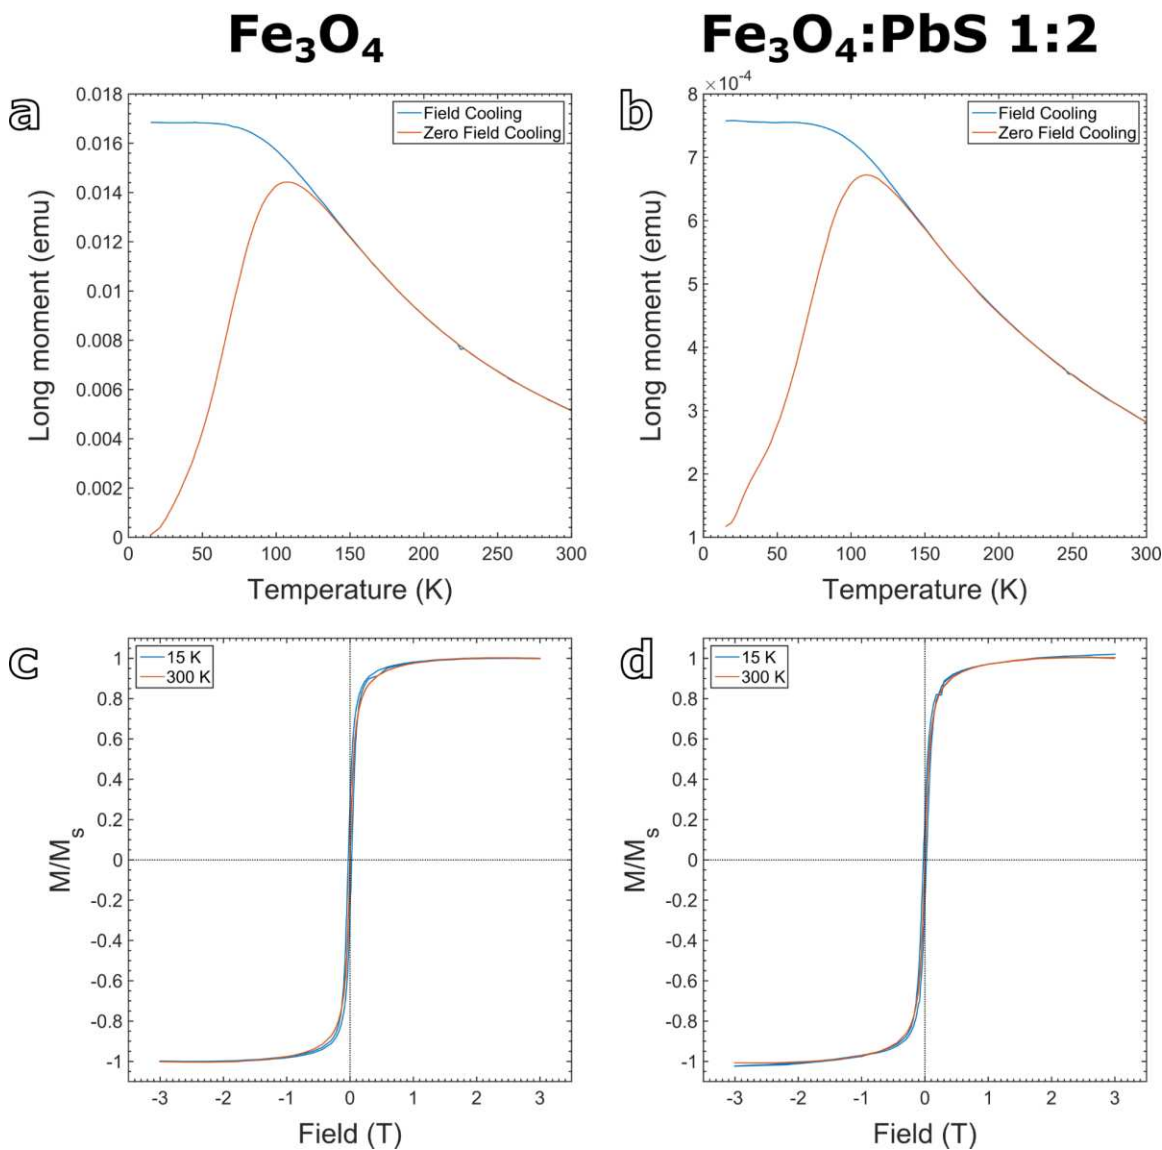 Fe₃O₄
Fe₃O₄:PbS 1:2
a
0.018
0.016
0.014
0.012
0.01
0.008
0.006
0.004
0.002
0
Long moment (emu)
Field Cooling
Zero Field Cooling
0 50 100 150 200 250 300
Temperature (K)
b
×10⁻⁴
8
7
6
5
4
3
2
1
Long moment (emu)
Field Cooling
Zero Field Cooling
0 50 100 150 200 250 300
Temperature (K)
c
1
0.8
0.6
0.4
0.2
0
-0.2
-0.4
-0.6
-0.8
-1
M/Mₛ
15 K
300 K
-3 -2 -1 0 1 2 3
Field (T)
d
1
0.8
0.6
0.4
0.2
0
-0.2
-0.4
-0.6
-0.8
-1
M/Mₛ
15 K
300 K
-3 -2 -1 0 1 2 3
Field (T)